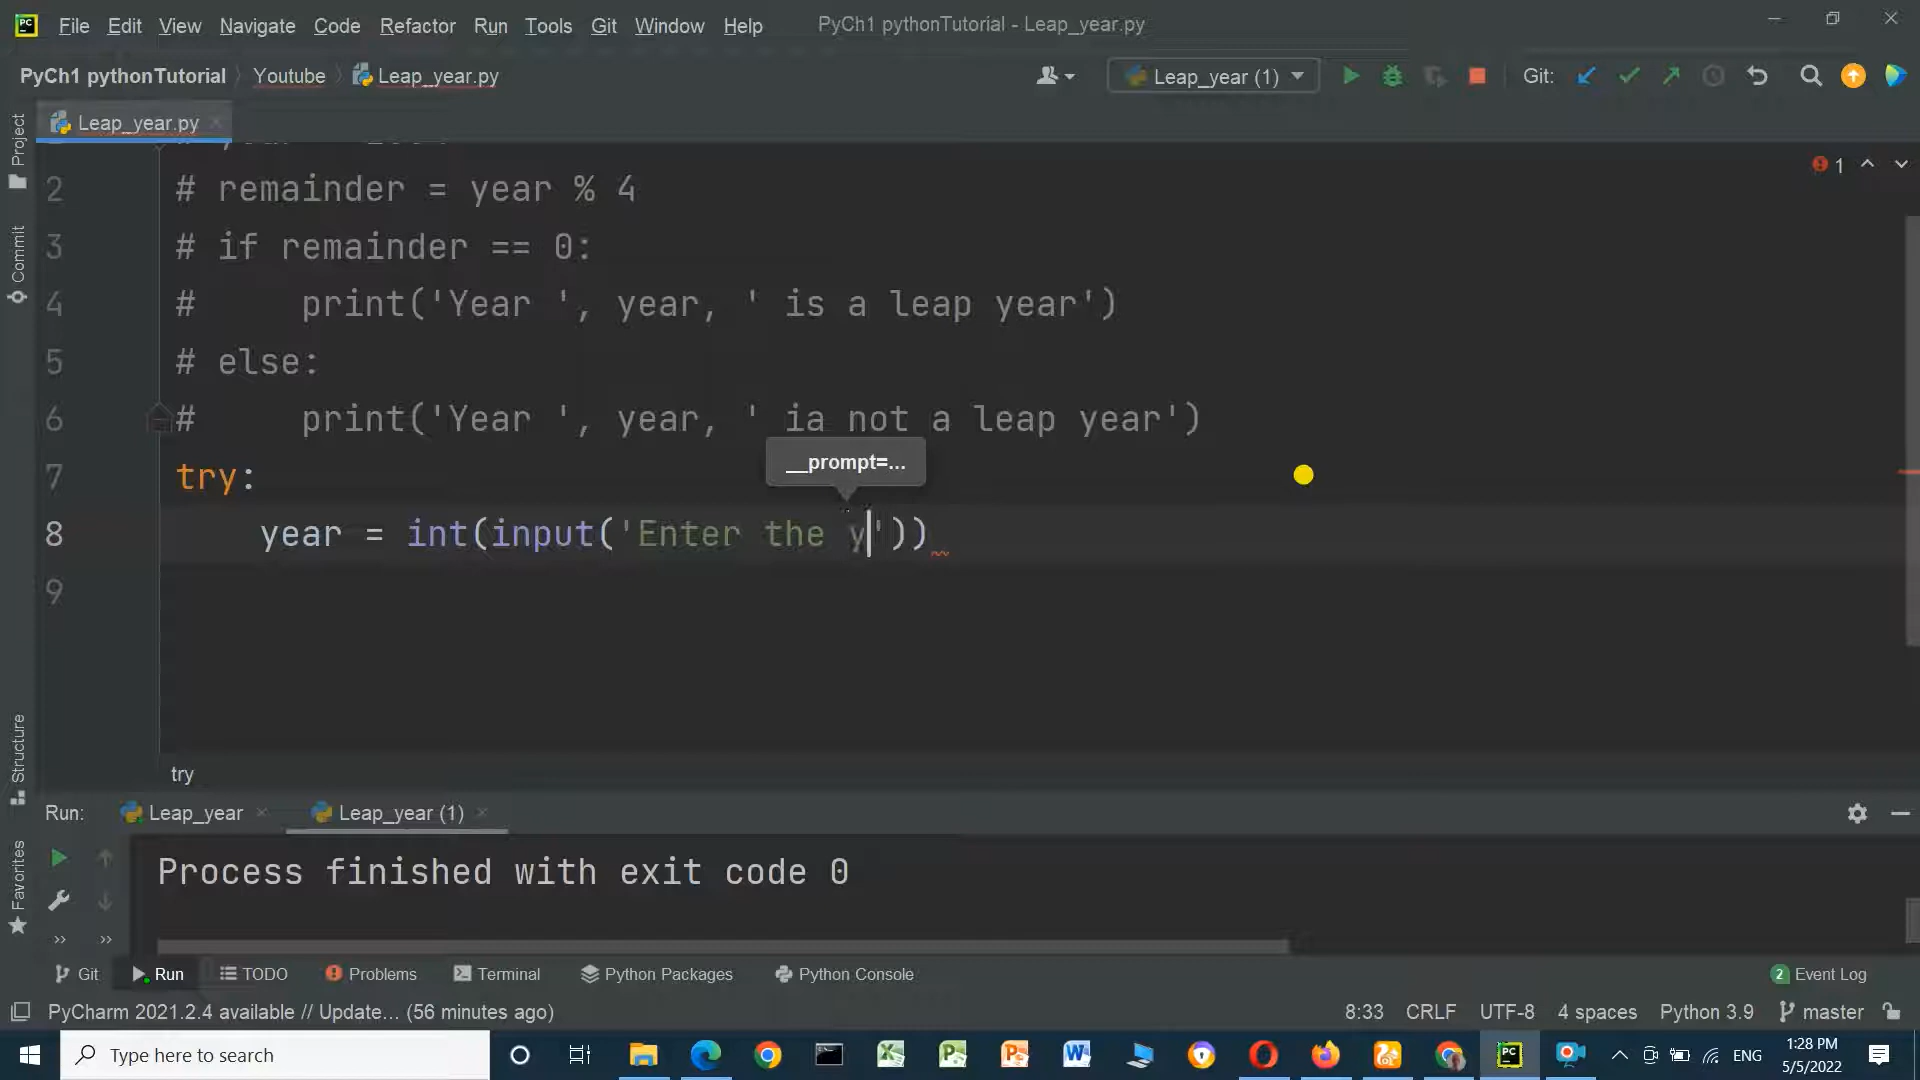 File Edit View Navigate Code Refactor Run Tools Git Window Help PyCh1 pythonTutorial - Leap_year.py
PyCh1 pythonTutorial Youtube Leap_year.py Leap_year (1) Git:
Leap_year.py
Project
Commit
Structure
Favorites
1
2 # remainder = year % 4
3 # if remainder == 0:
4 #     print('Year ', year, ' is a leap year')
5 # else:
6 #     print('Year ', year, ' ia not a leap year')
__prompt=...
7 try:
8     year = int(input('Enter the y'))
9
try
Run: Leap_year Leap_year (1)
Process finished with exit code 0
Git Run TODO Problems Terminal Python Packages Python Console 2 Event Log
PyCharm 2021.2.4 available // Update... (56 minutes ago) 8:33 CRLF UTF-8 4 spaces Python 3.9 master
Type here to search ENG 1:28 PM
5/5/2022